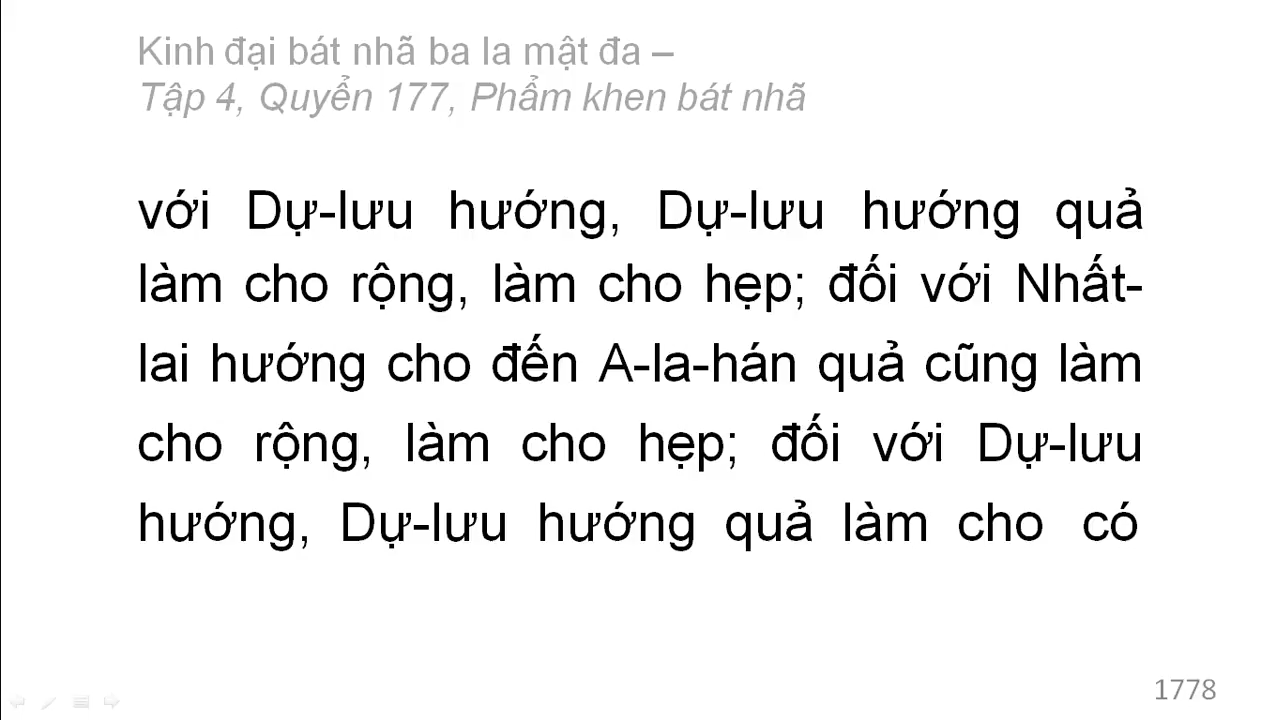 Kinh đại bát nhã ba la mật đa –
Tập 4, Quyển 177, Phẩm khen bát nhã
với Dự-lưu hướng, Dự-lưu hướng quả
làm cho rộng, làm cho hẹp; đối với Nhất-
lai hướng cho đến A-la-hán quả cũng làm
cho rộng, làm cho hẹp; đối với Dự-lưu
hướng, Dự-lưu hướng quả làm cho có
1778